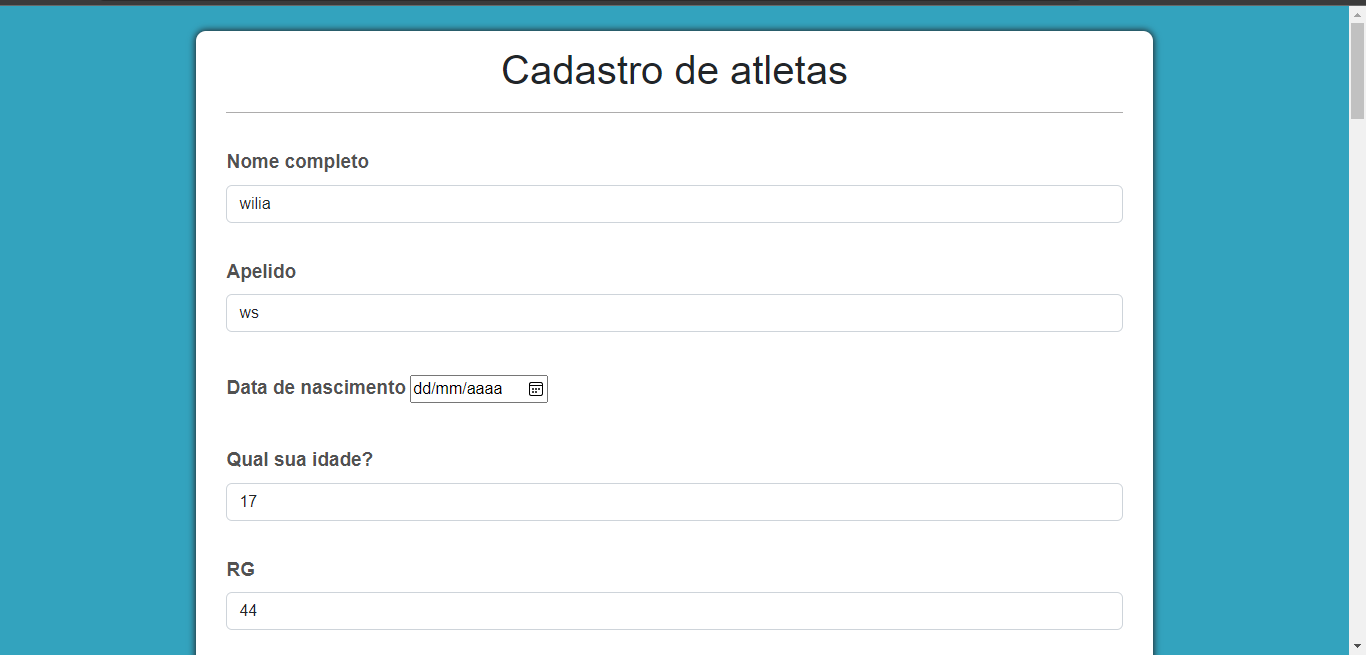 Cadastro de atletas
Nome completo
wilia
Apelido
ws
Data de nascimento dd/mm/aaaa
Qual sua idade?
17
RG
44